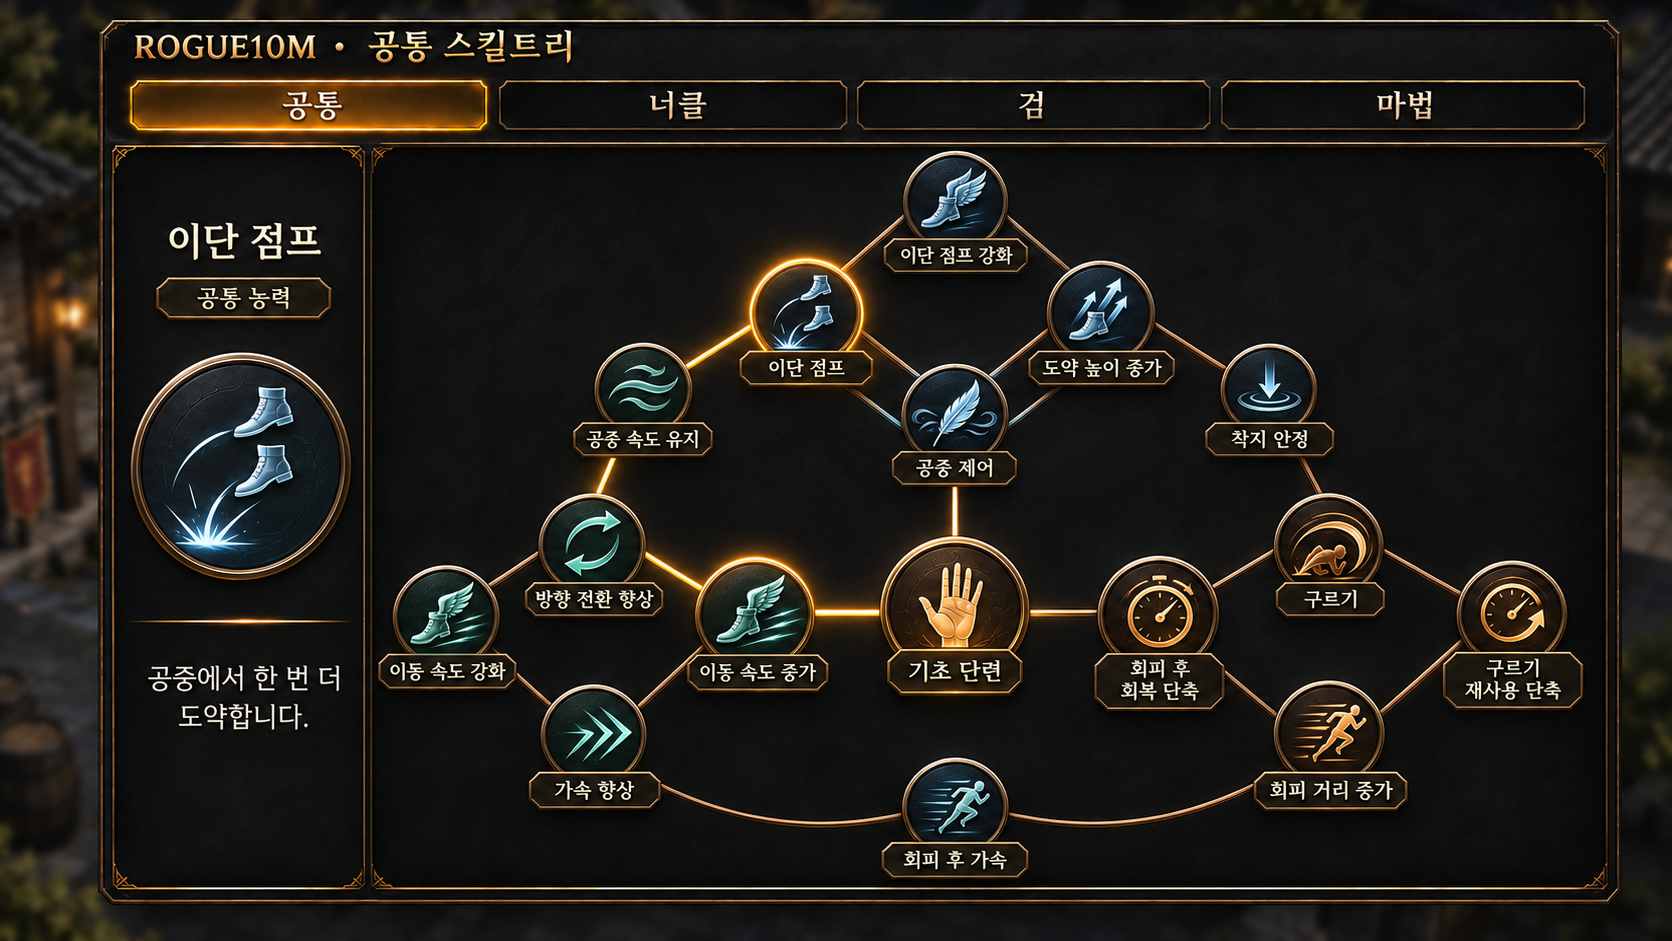 ROGUE10M • 공통 스킬트리
공통
너클
검
마법
이단 점프
공통 능력
공중에서 한 번 더
도약합니다.
이단 점프 강화
이단 점프
도약 높이 증가
공중 속도 유지
공중 제어
착지 안정
방향 전환 향상
구르기
이동 속도 강화
이동 속도 증가
기초 단련
회피 후
회복 단축
구르기
재사용 단축
가속 향상
회피 거리 증가
회피 후 가속